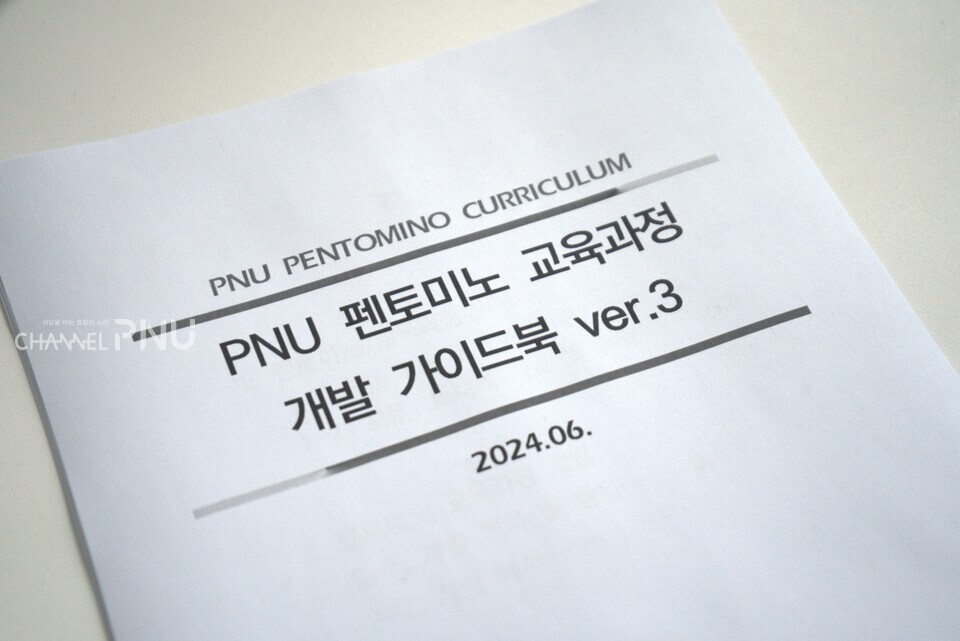 PNU PENTOMINO CURRICULUM
PNU 펜토미노 교육과정
개발 가이드북 ver.3
2024.06.
CHANNEL PNU